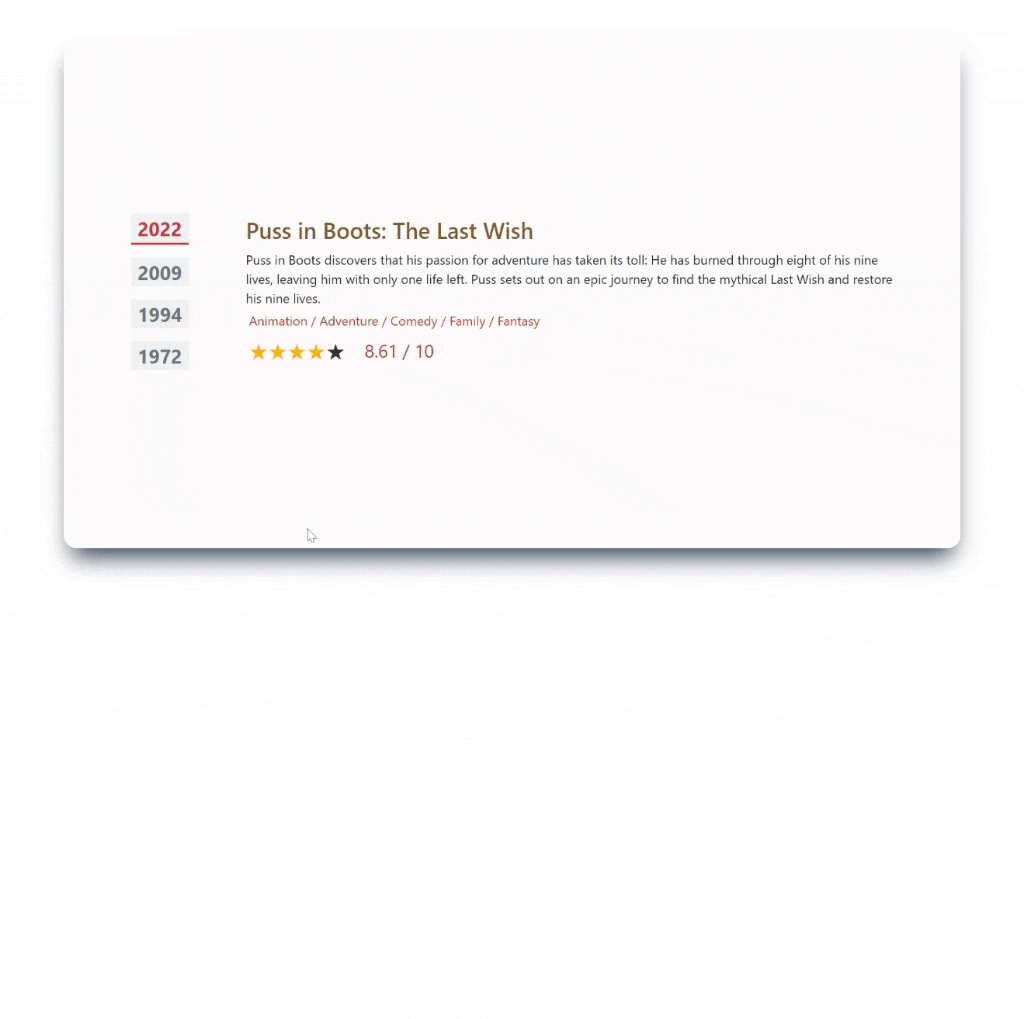 2022
2009
1994
1972
Puss in Boots: The Last Wish
Puss in Boots discovers that his passion for adventure has taken its toll: He has burned through eight of his nine
lives, leaving him with only one life left. Puss sets out on an epic journey to find the mythical Last Wish and restore
his nine lives.
Animation / Adventure / Comedy / Family / Fantasy
8.61 / 10